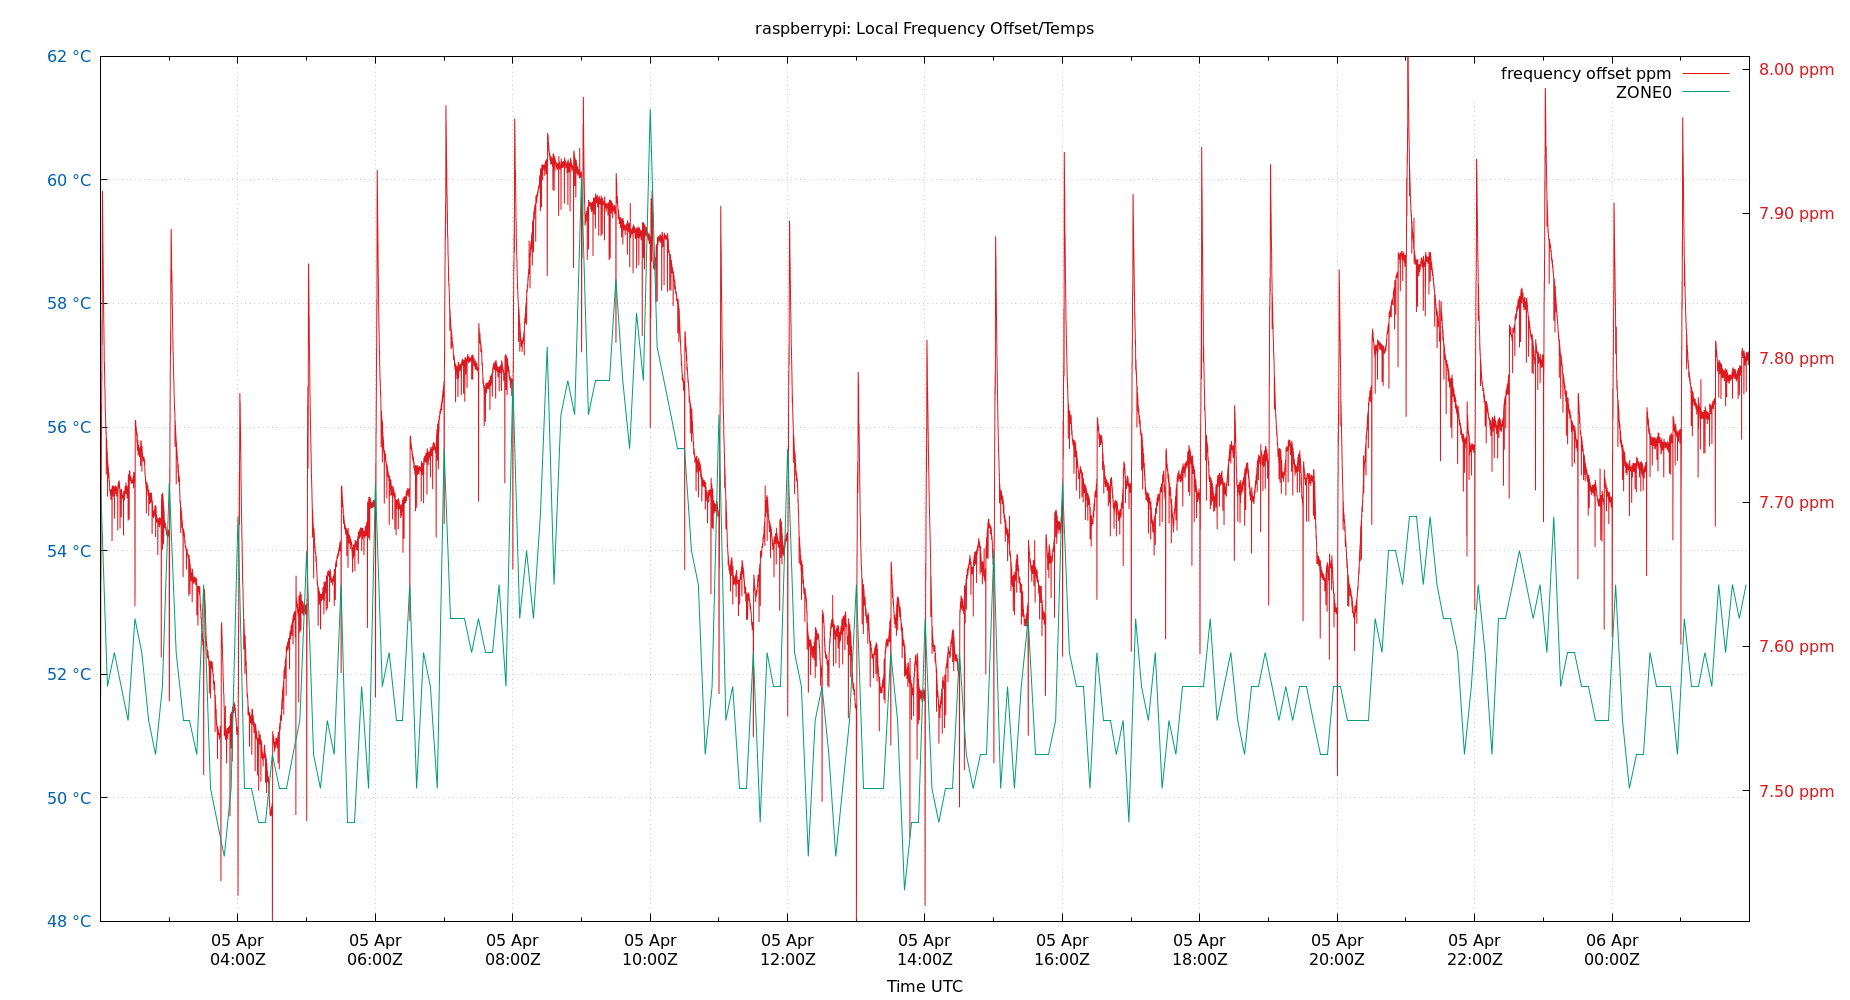 raspberrypi: Local Frequency Offset/Temps
62 °C
60 °C
58 °C
56 °C
54 °C
52 °C
50 °C
48 °C
frequency offset ppm
ZONE0
8.00 ppm
7.90 ppm
7.80 ppm
7.70 ppm
7.60 ppm
7.50 ppm
05 Apr
04:00Z
05 Apr
06:00Z
05 Apr
08:00Z
05 Apr
10:00Z
05 Apr
12:00Z
05 Apr
14:00Z
05 Apr
16:00Z
05 Apr
18:00Z
05 Apr
20:00Z
05 Apr
22:00Z
06 Apr
00:00Z
Time UTC